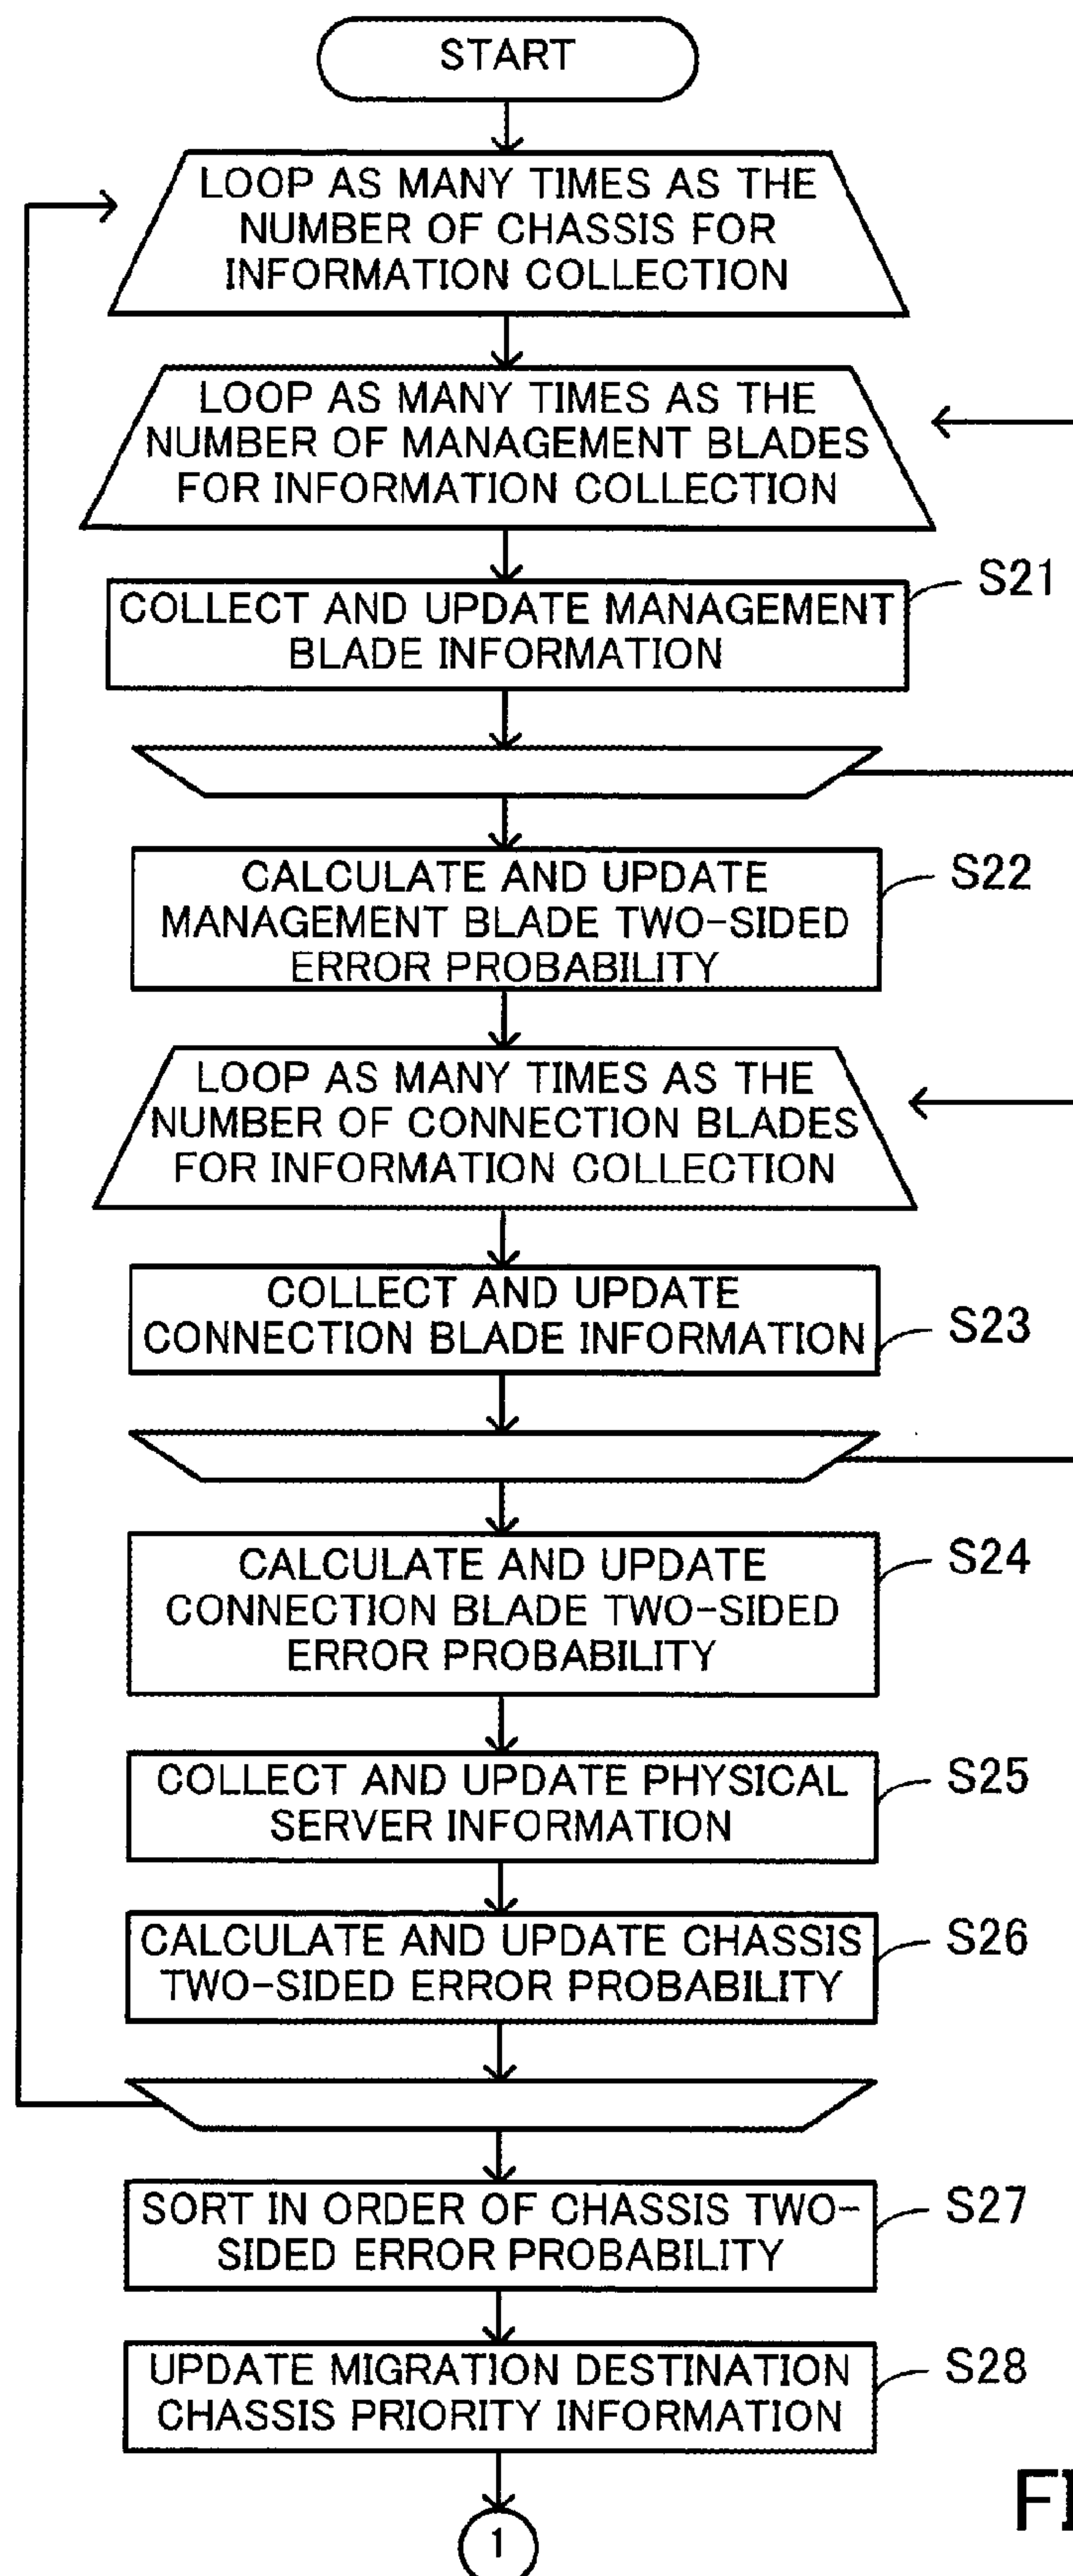 START
LOOP AS MANY TIMES AS THE
NUMBER OF CHASSIS FOR
INFORMATION COLLECTION
LOOP AS MANY TIMES AS THE
NUMBER OF MANAGEMENT BLADES
FOR INFORMATION COLLECTION
S21
COLLECT AND UPDATE MANAGEMENT
BLADE INFORMATION
S22
CALCULATE AND UPDATE
MANAGEMENT BLADE TWO-SIDED
ERROR PROBABILITY
LOOP AS MANY TIMES AS THE
NUMBER OF CONNECTION BLADES
FOR INFORMATION COLLECTION
COLLECT AND UPDATE
CONNECTION BLADE INFORMATION
S23
S24
CALCULATE AND UPDATE
CONNECTION BLADE TWO-SIDED
ERROR PROBABILITY
S25
COLLECT AND UPDATE PHYSICAL
SERVER INFORMATION
S26
CALCULATE AND UPDATE CHASSIS
TWO-SIDED ERROR PROBABILITY
S27
SORT IN ORDER OF CHASSIS TWO-
SIDED ERROR PROBABILITY
S28
UPDATE MIGRATION DESTINATION
CHASSIS PRIORITY INFORMATION
1